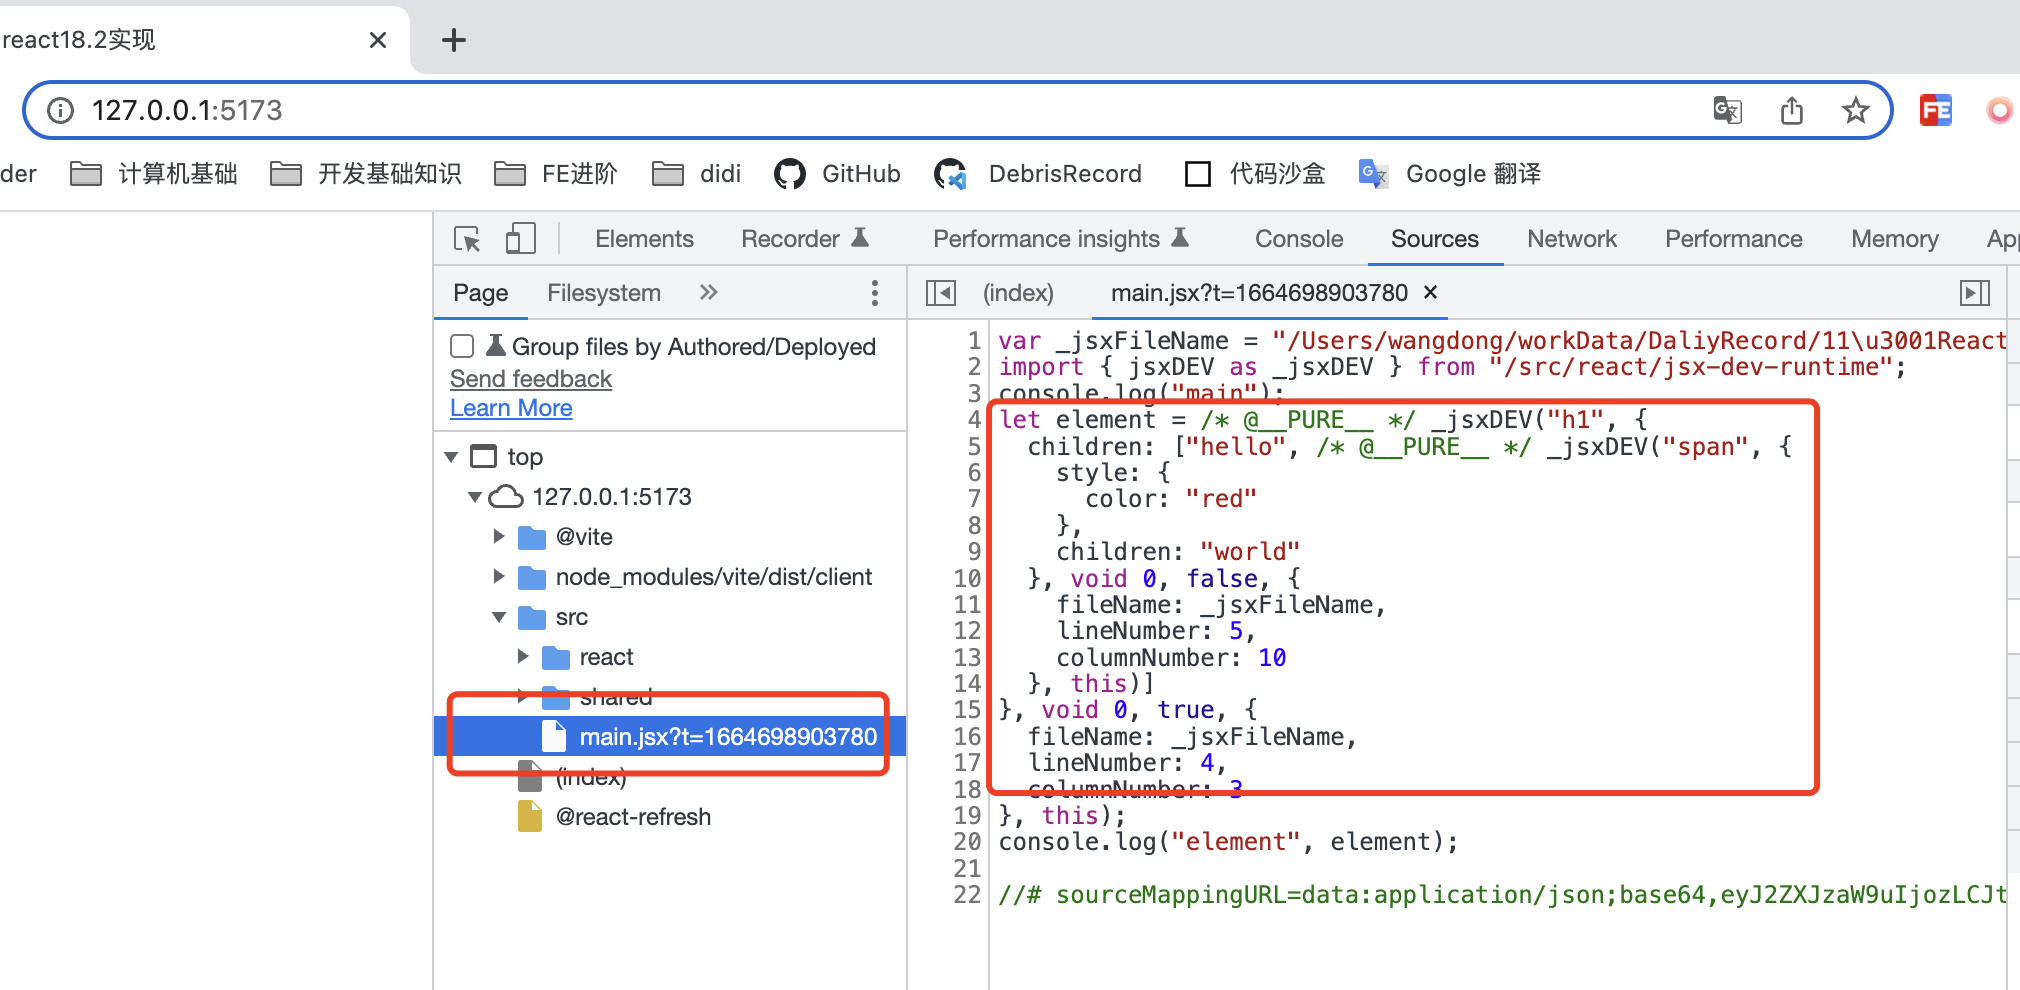 react18.2实现
127.0.0.1:5173
der 计算机基础 开发基础知识 FE进阶 didi GitHub DebrisRecord 代码沙盒 Google 翻译
FE
Elements Recorder Performance insights Console Sources Network Performance Memory App
Page Filesystem
Group files by Authored/Deployed
Send feedback
Learn More
top
127.0.0.1:5173
@vite
node_modules/vite/dist/client
src
react
shared
main.jsx?t=1664698903780
(index)
@react-refresh
(index) main.jsx?t=1664698903780
1 var _jsxFileName = "/Users/wangdong/workData/DaliyRecord/11\u3001React
2 import { jsxDEV as _jsxDEV } from "/src/react/jsx-dev-runtime";
3 console.log("main");
4 let element = /* @__PURE__ */ _jsxDEV("h1", {
5 children: ["hello", /* @__PURE__ */ _jsxDEV("span", {
6 style: {
7 color: "red"
8 },
9 children: "world"
10 }, void 0, false, {
11 fileName: _jsxFileName,
12 lineNumber: 5,
13 columnNumber: 10
14 }, this)]
15 }, void 0, true, {
16 fileName: _jsxFileName,
17 lineNumber: 4,
18 columnNumber: 3
19 }, this);
20 console.log("element", element);
21
22 //# sourceMappingURL=data:application/json;base64,eyJ2ZXJzaW9uIjozLCJt